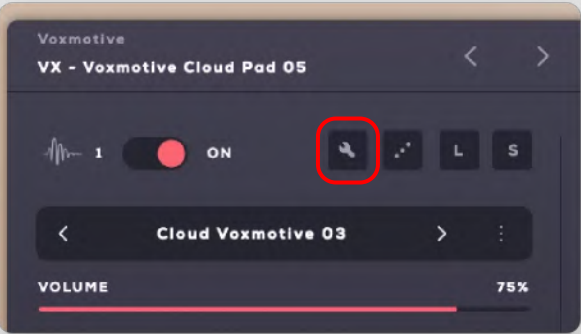 Voxmotive
VX - Voxmotive Cloud Pad 05
1 ON L S
Cloud Voxmotive 03
VOLUME 75%